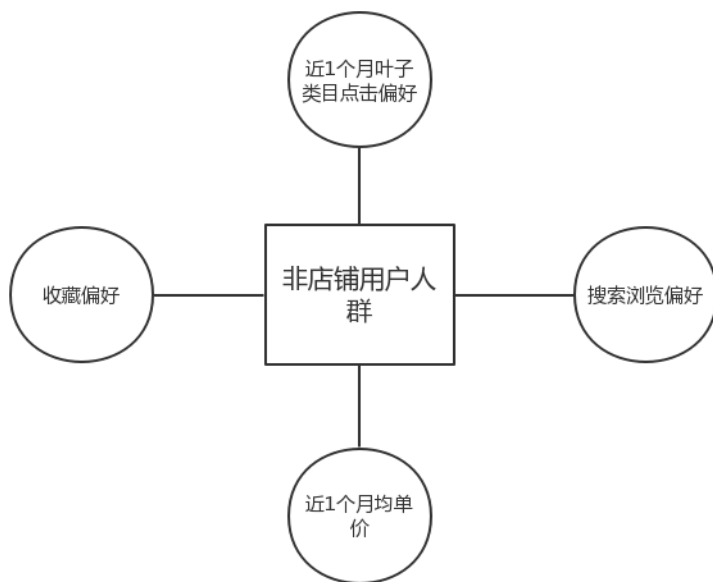 近1个月叶子
类目点击偏好
非店铺用户人
群
收藏偏好
搜索浏览偏好
近1个月均单
价